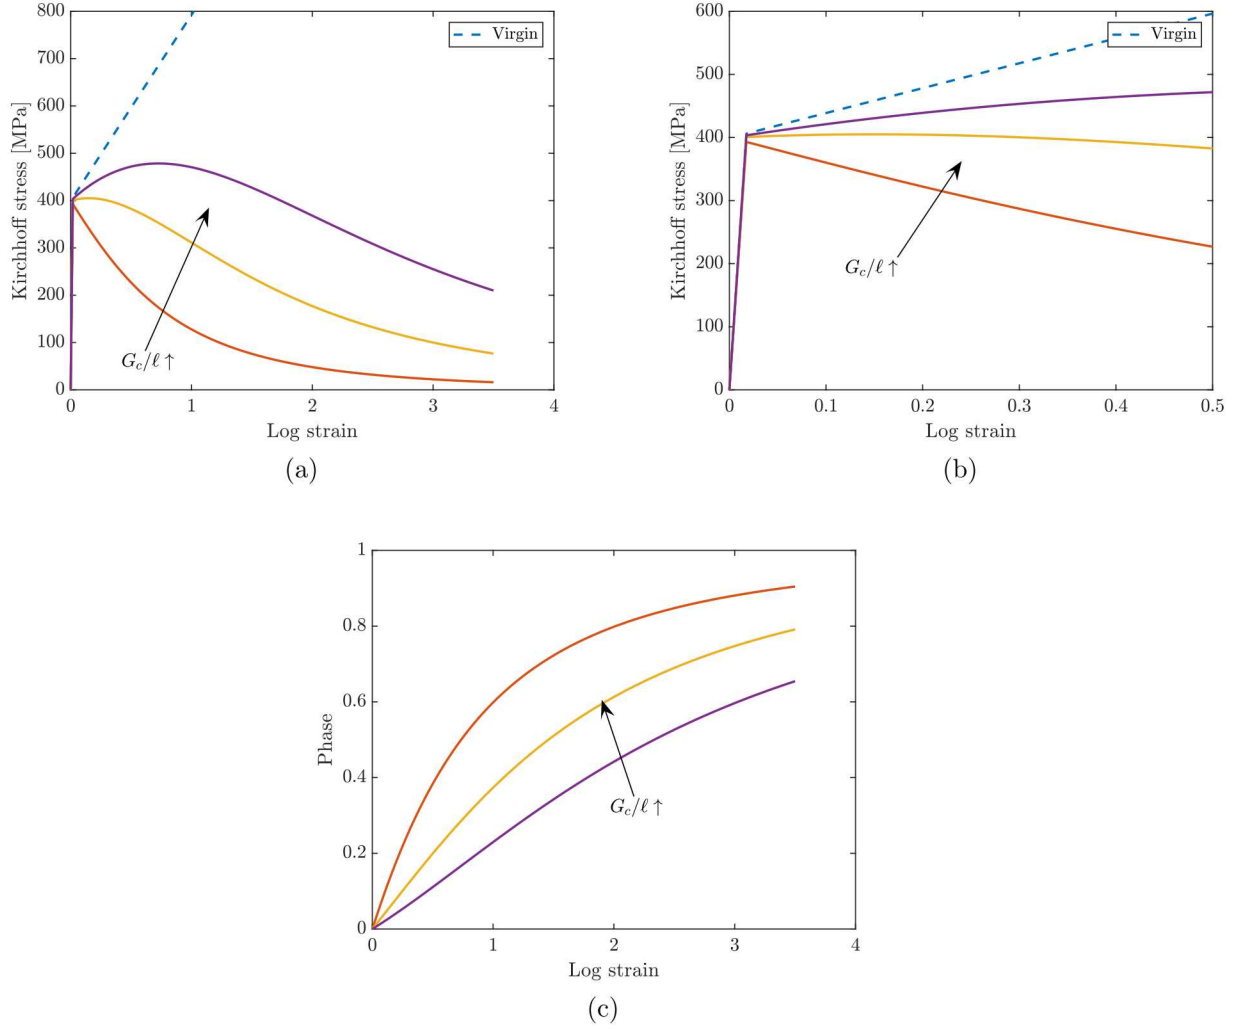 800
700
600
500
400
300
200
100
0
Kirchhoff stress [MPa]
Virgin
G_c/ℓ ↑
0 1 2 3 4
Log strain
(a)
600
500
400
300
200
100
0
Kirchhoff stress [MPa]
Virgin
G_c/ℓ ↑
0 0.1 0.2 0.3 0.4 0.5
Log strain
(b)
1
0.8
0.6
0.4
0.2
0
Phase
G_c/ℓ ↑
0 1 2 3 4
Log strain
(c)